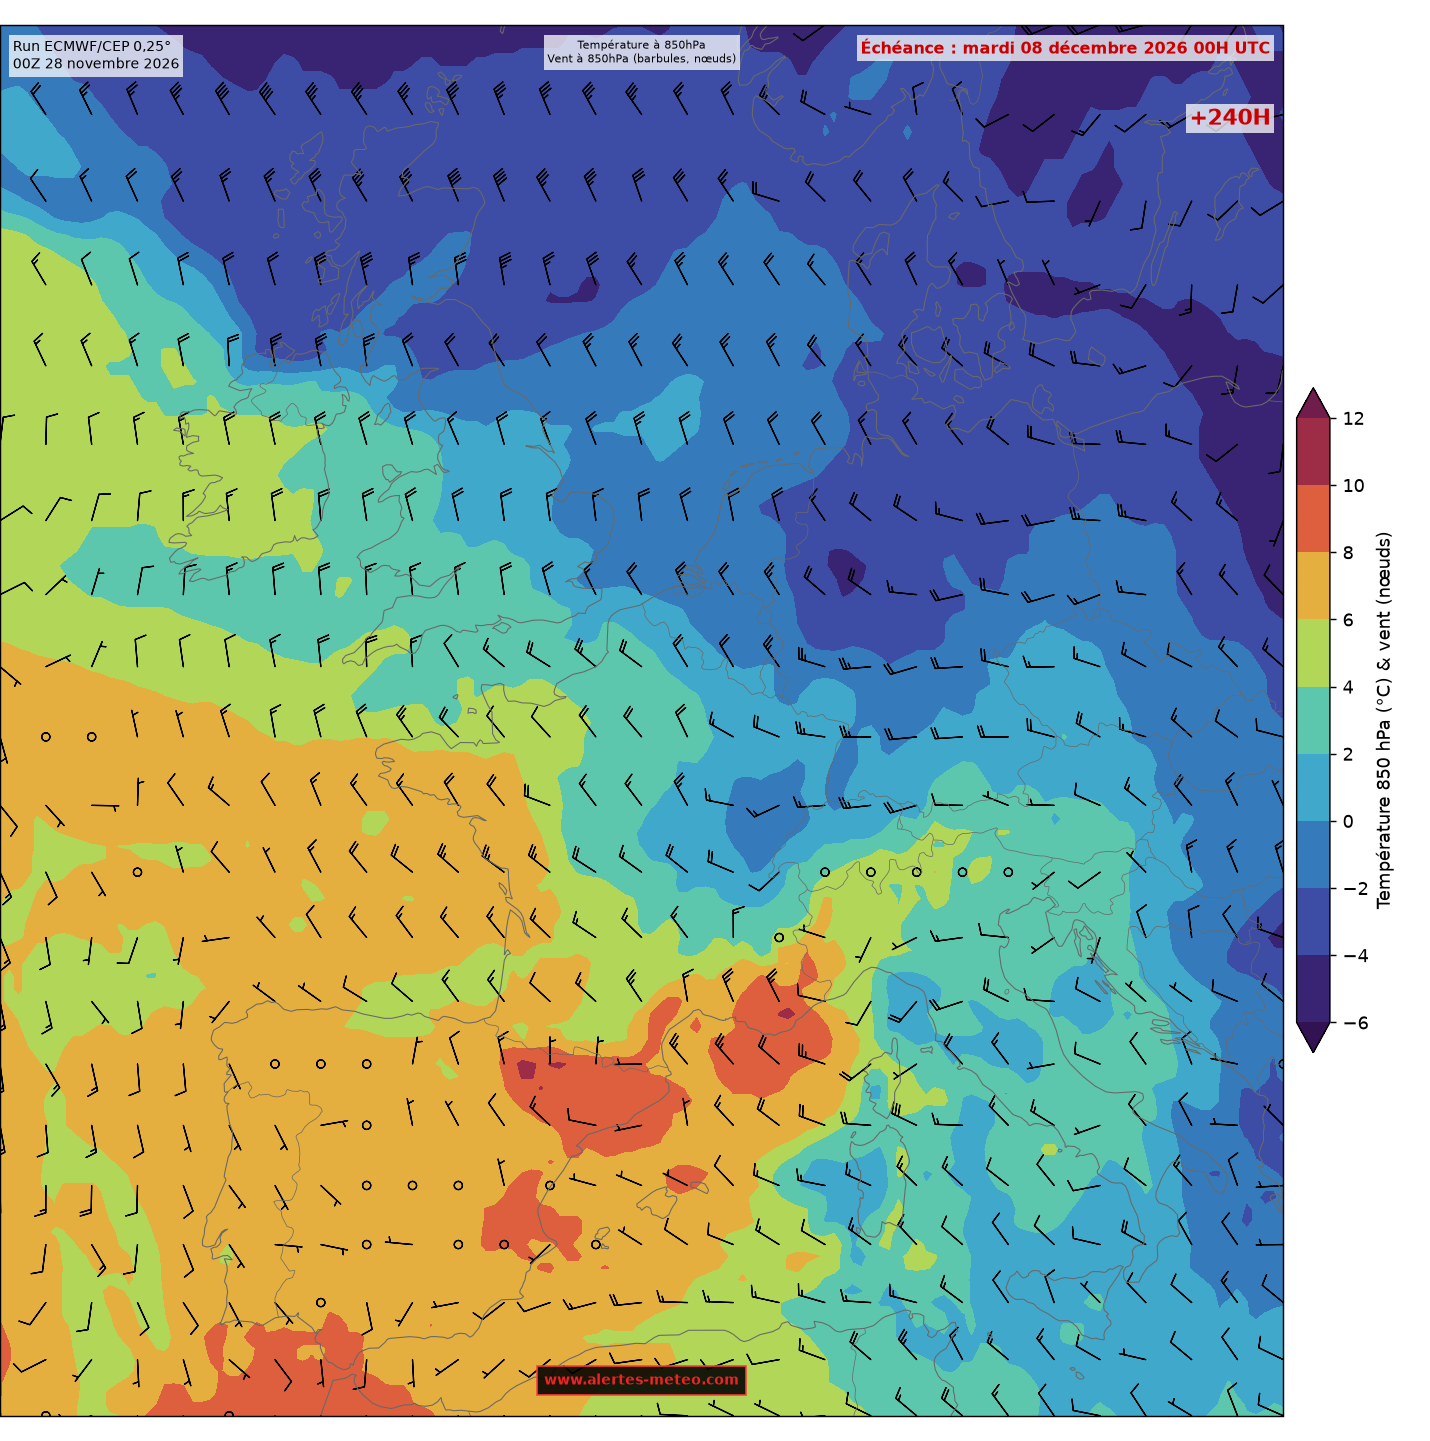 Run ECMWF/CEP 0,25°
00Z 28 novembre 2026
Température à 850hPa
Vent à 850hPa (barbules, nœuds)
Échéance : mardi 08 décembre 2026 00H UTC
+240H
12
10
8
6
4
2
0
−2
−4
−6
Température 850 hPa (°C) & vent (nœuds)
www.alertes-meteo.com